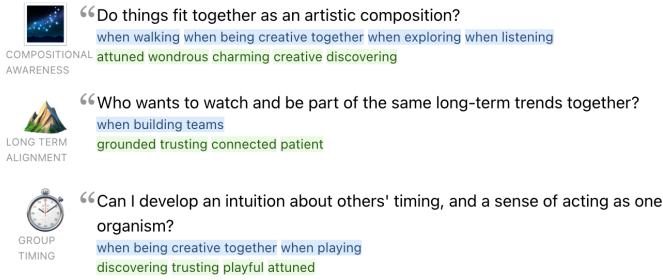 “Do things fit together as an artistic composition?
when walking when being creative together when exploring when listening
COMPOSITIONAL AWARENESS
attuned wondrous charming creative discovering
“Who wants to watch and be part of the same long-term trends together?
when building teams
LONG TERM ALIGNMENT
grounded trusting connected patient
“Can I develop an intuition about others' timing, and a sense of acting as one
organism?
GROUP TIMING
when being creative together when playing
discovering trusting playful attuned